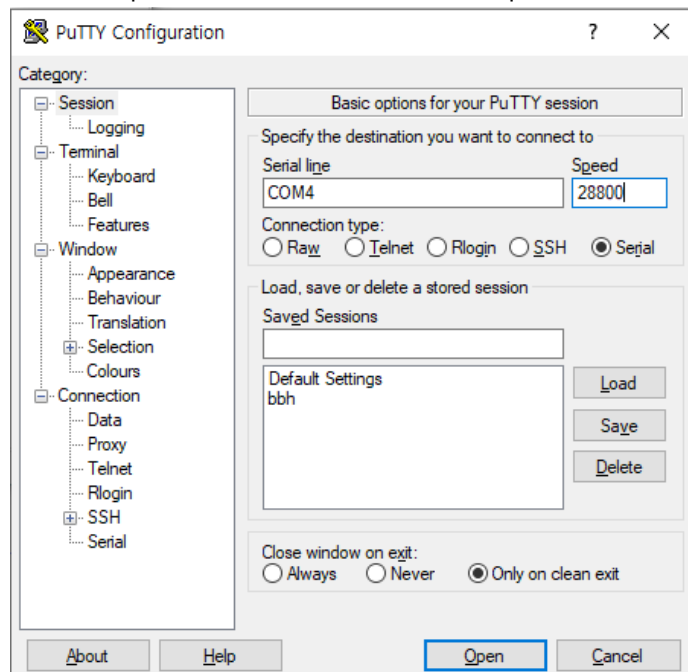 PuTTY Configuration
?
Category:
Session
Logging
Terminal
Keyboard
Bell
Features
Window
Appearance
Behaviour
Translation
Selection
Colours
Connection
Data
Proxy
Telnet
Rlogin
SSH
Serial
Basic options for your PuTTY session
Specify the destination you want to connect to
Serial line Speed
COM4 28800
Connection type:
Raw Telnet Rlogin SSH Serial
Load, save or delete a stored session
Saved Sessions
Default Settings
bbh
Load
Save
Delete
Close window on exit:
Always Never Only on clean exit
About Help Open Cancel